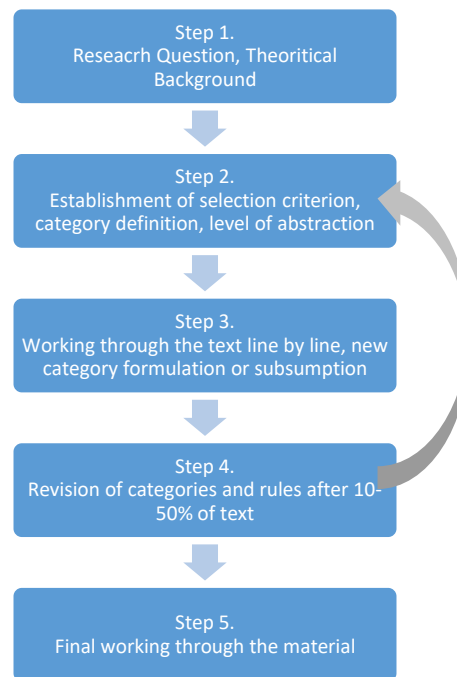 Step 1.
Reseacrh Question, Theoritical
Background
Step 2.
Establishment of selection criterion,
category definition, level of abstraction
Step 3.
Working through the text line by line, new
category formulation or subsumption
Step 4.
Revision of categories and rules after 10-
50% of text
Step 5.
Final working through the material